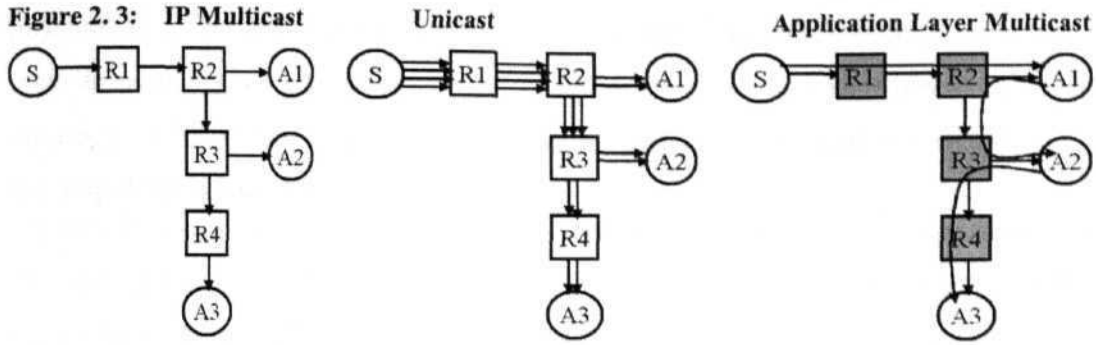 Figure 2. 3: IP Multicast
Unicast
Application Layer Multicast
S R1 R2 A1
R3 A2
R4
A3
S R1 R2 A1
R3 A2
R4
A3
S R1 R2 A1
R3 A2
R4
A3